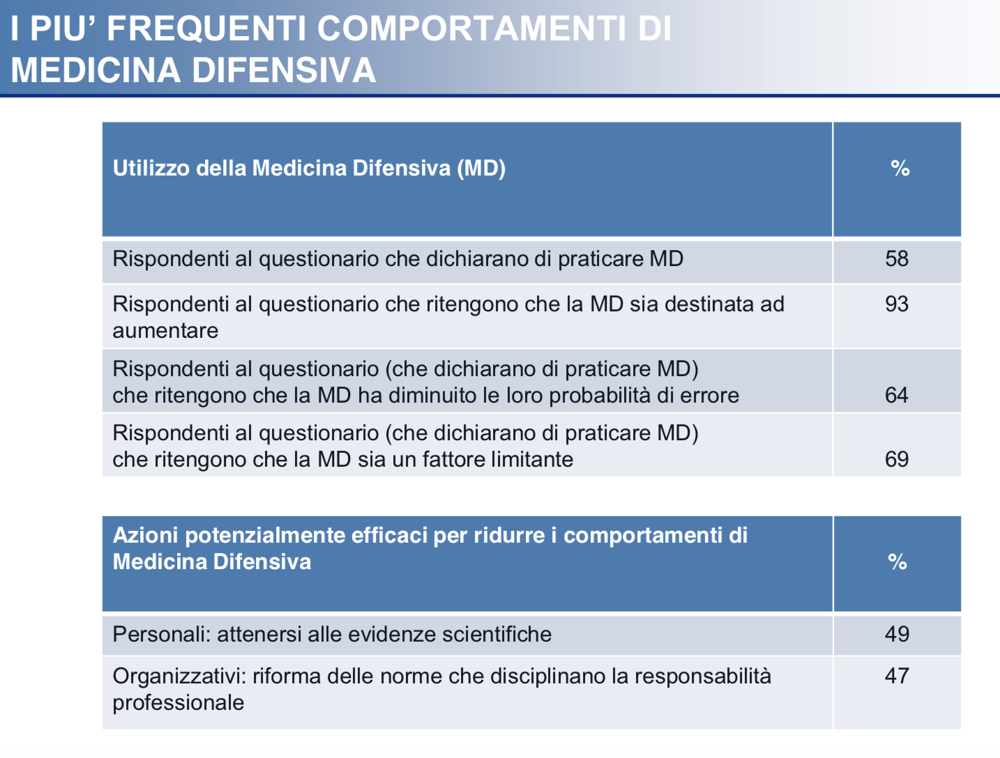 I PIU’ FREQUENTI COMPORTAMENTI DI
MEDICINA DIFENSIVA
Utilizzo della Medicina Difensiva (MD) %
Rispondenti al questionario che dichiarano di praticare MD 58
Rispondenti al questionario che ritengono che la MD sia destinata ad 93
aumentare
Rispondenti al questionario (che dichiarano di praticare MD)
che ritengono che la MD ha diminuito le loro probabilità di errore 64
Rispondenti al questionario (che dichiarano di praticare MD)
che ritengono che la MD sia un fattore limitante 69
Azioni potenzialmente efficaci per ridurre i comportamenti di
Medicina Difensiva %
Personali: attenersi alle evidenze scientifiche 49
Organizzativi: riforma delle norme che disciplinano la responsabilità 47
professionale